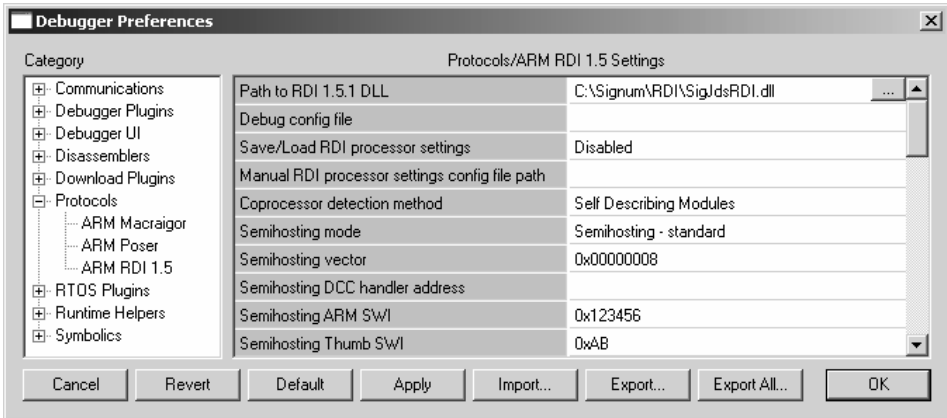 Debugger Preferences
Category
Protocols/ARM RDI 1.5 Settings
Communications
Debugger Plugins
Debugger UI
Disassemblers
Download Plugins
Protocols
ARM Macraigor
ARM Poser
ARM RDI 1.5
RTOS Plugins
Runtime Helpers
Symbolics
Path to RDI 1.5.1 DLL C:\Signum\RDI\SigJdsRDI.dll ...
Debug config file
Save/Load RDI processor settings Disabled
Manual RDI processor settings config file path
Coprocessor detection method Self Describing Modules
Semihosting mode Semihosting - standard
Semihosting vector 0x00000008
Semihosting DCC handler address
Semihosting ARM SWI 0x123456
Semihosting Thumb SWI 0xAB
Cancel Revert Default Apply Import... Export... Export All... OK